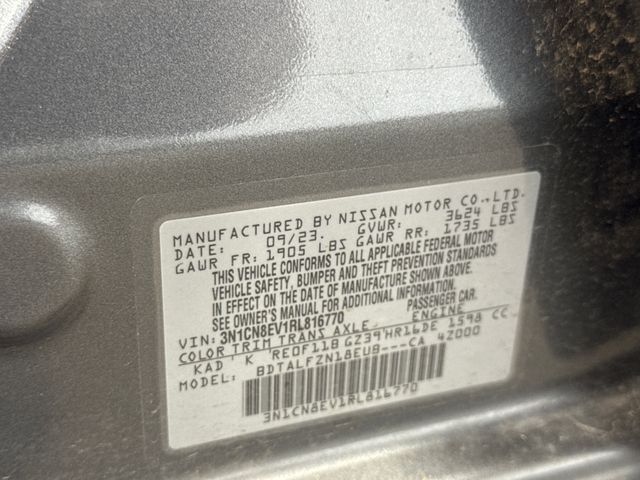 MANUFACTURED BY NISSAN MOTOR CO.,LTD.
DATE: 09/23. GVWR: 3624 LBS
GAWR FR: 1905 LBS GAWR RR: 1735 LBS
THIS VEHICLE CONFORMS TO ALL APPLICABLE FEDERAL MOTOR
VEHICLE SAFETY, BUMPER AND THEFT PREVENTION STANDARDS
IN EFFECT ON THE DATE OF MANUFACTURE SHOWN ABOVE.
SEE OWNER'S MANUAL FOR ADDITIONAL INFORMATION.
VIN: 3N1CN8EV1RL816770 PASSENGER CAR.
COLOR TRIM TRANS AXLE. ENGINE
KAD K RE0F11B GZ39 HR16DE 1598 CC
MODEL: BDTALFZN18EUB---CA 4Z000
3N1CN8EV1RL816770